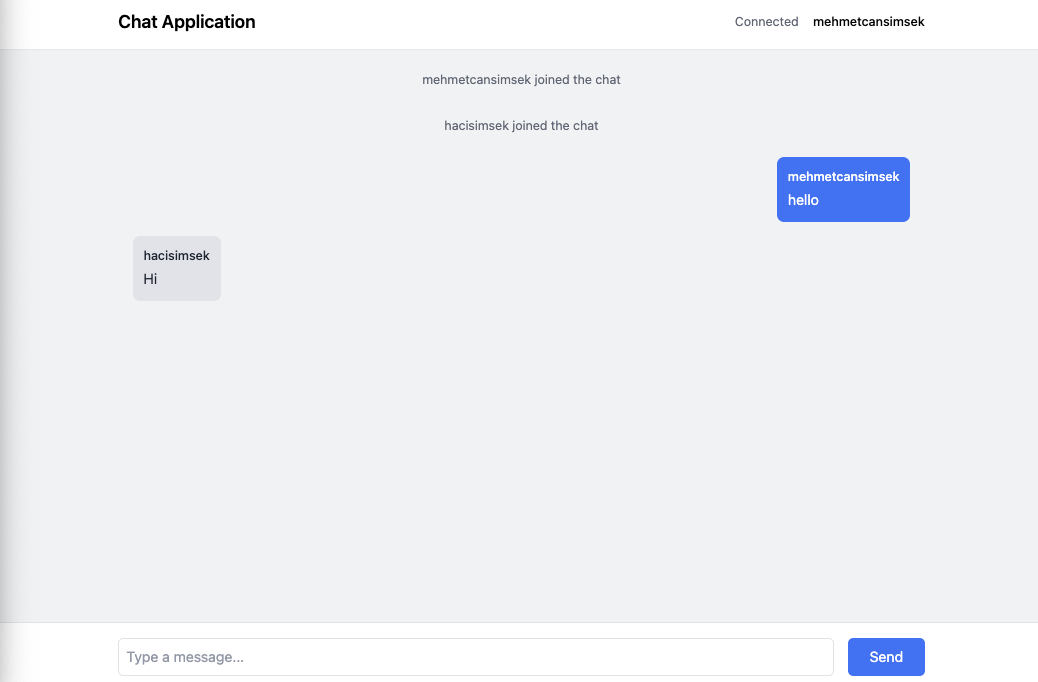 Chat Application
Connected mehmetcansimsek
mehmetcansimsek joined the chat
hacisimsek joined the chat
mehmetcansimsek
hello
hacisimsek
Hi
Type a message...
Send